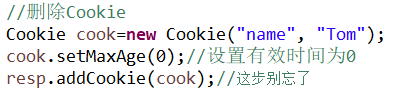 //删除Cookie
Cookie cook=new Cookie("name", "Tom");
cook.setMaxAge(0);//设置有效时间为0
resp.addCookie(cook);//这步别忘了